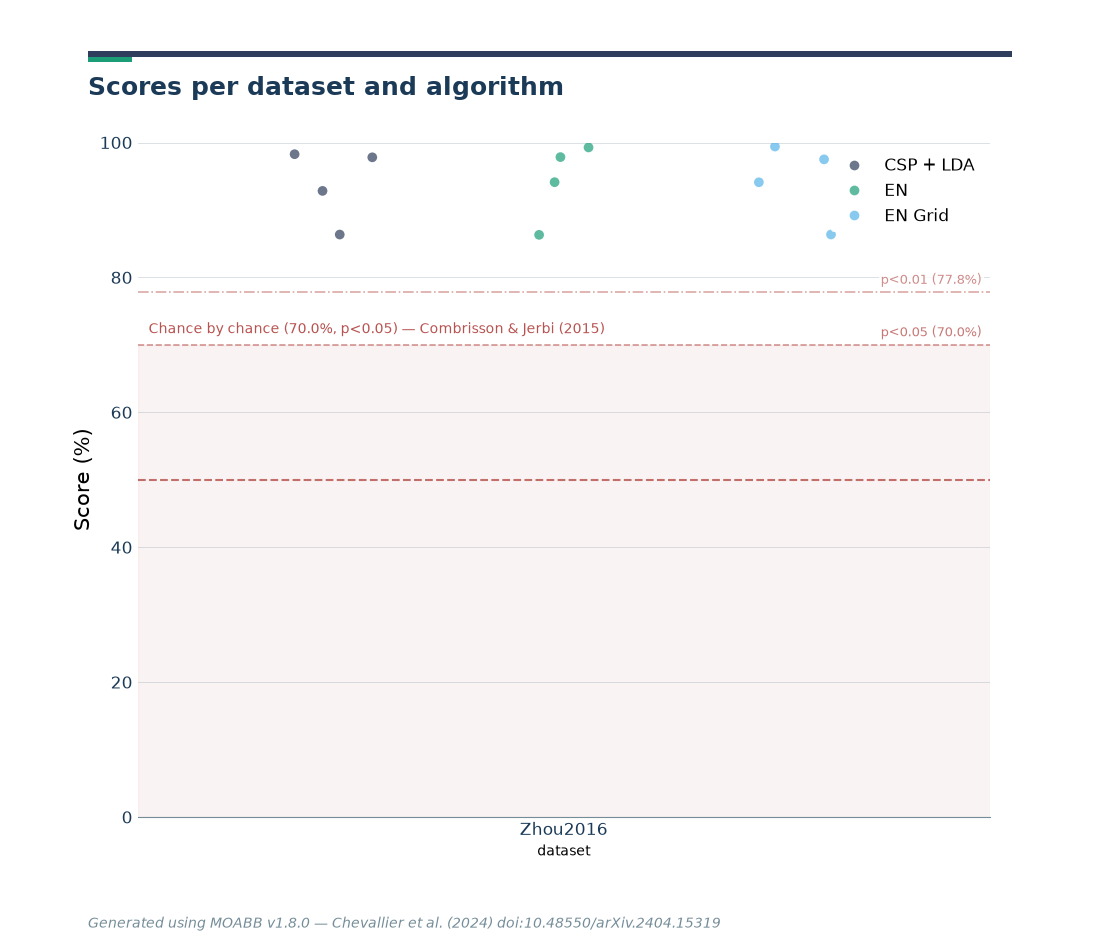 Scores per dataset and algorithm
100
CSP + LDA
EN
EN Grid
80
p<0.01 (77.8%)
Chance by chance (70.0%, p<0.05) — Combrisson & Jerbi (2015)
p<0.05 (70.0%)
60
Score (%)
40
20
0
Zhou2016
dataset
Generated using MOABB v1.8.0 — Chevallier et al. (2024) doi:10.48550/arXiv.2404.15319